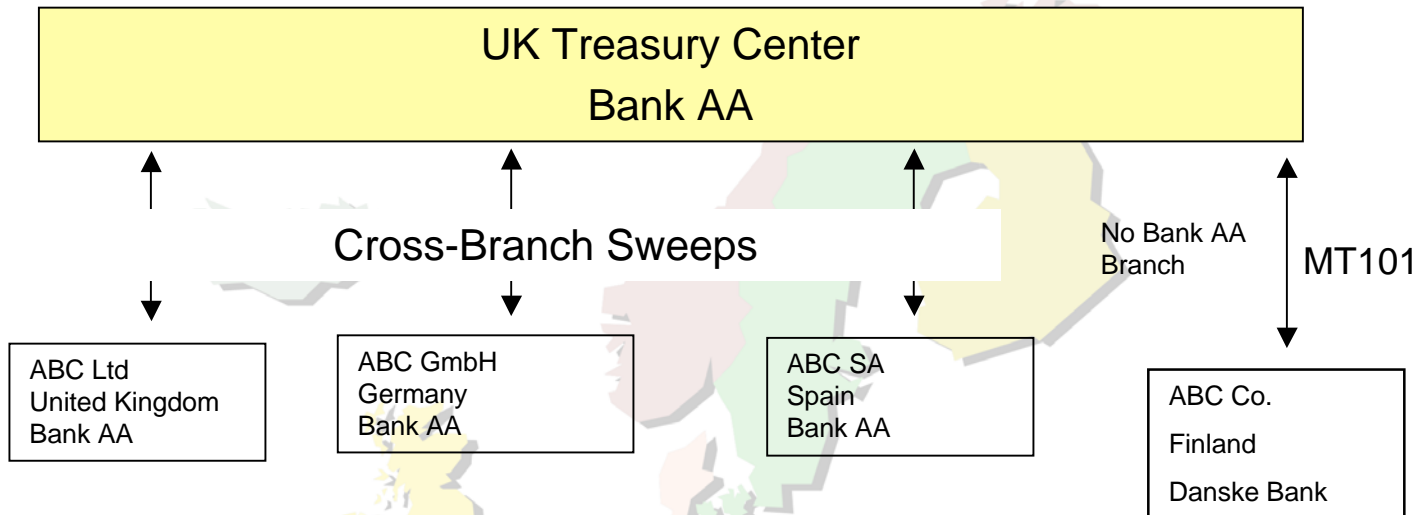 UK Treasury Center
Bank AA
Cross-Branch Sweeps
No Bank AA
Branch
MT101
ABC Ltd
United Kingdom
Bank AA
ABC GmbH
Germany
Bank AA
ABC SA
Spain
Bank AA
ABC Co.
Finland
Danske Bank